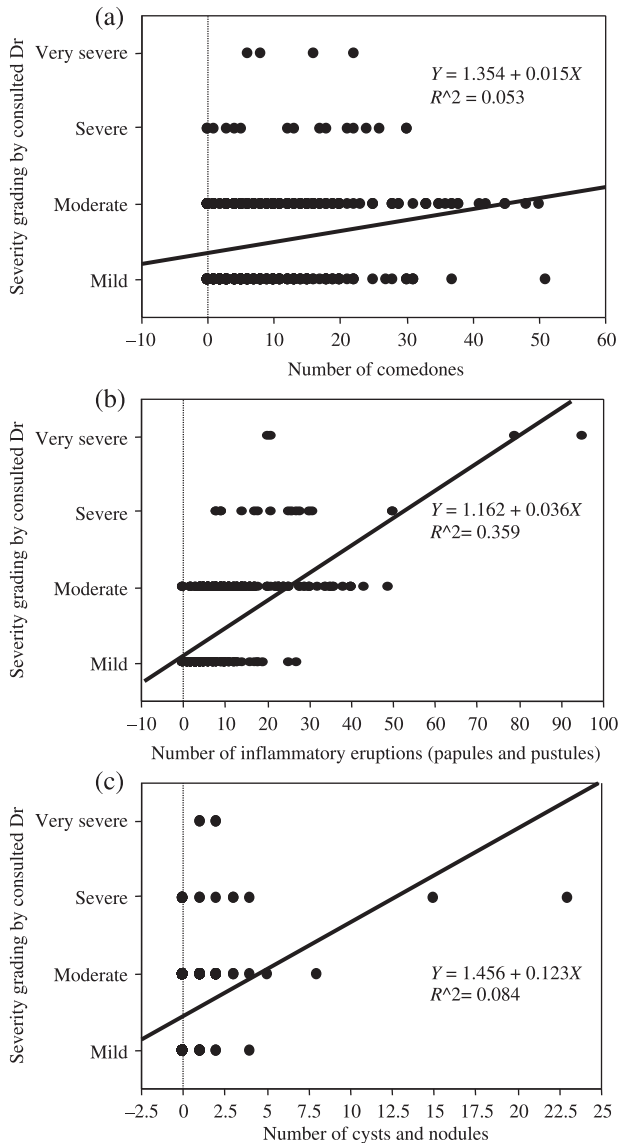 (a)
Severity grading by consulted Dr
Very severe
Severe
Moderate
Mild
Y = 1.354 + 0.015X
R^2 = 0.053
–10 0 10 20 30 40 50 60
Number of comedones
(b)
Severity grading by consulted Dr
Very severe
Severe
Moderate
Mild
Y = 1.162 + 0.036X
R^2= 0.359
–10 0 10 20 30 40 50 60 70 80 90 100
Number of inflammatory eruptions (papules and pustules)
(c)
Severity grading by consulted Dr
Very severe
Severe
Moderate
Mild
Y = 1.456 + 0.123X
R^2= 0.084
–2.5 0 2.5 5 7.5 10 12.5 15 17.5 20 22.5 25
Number of cysts and nodules